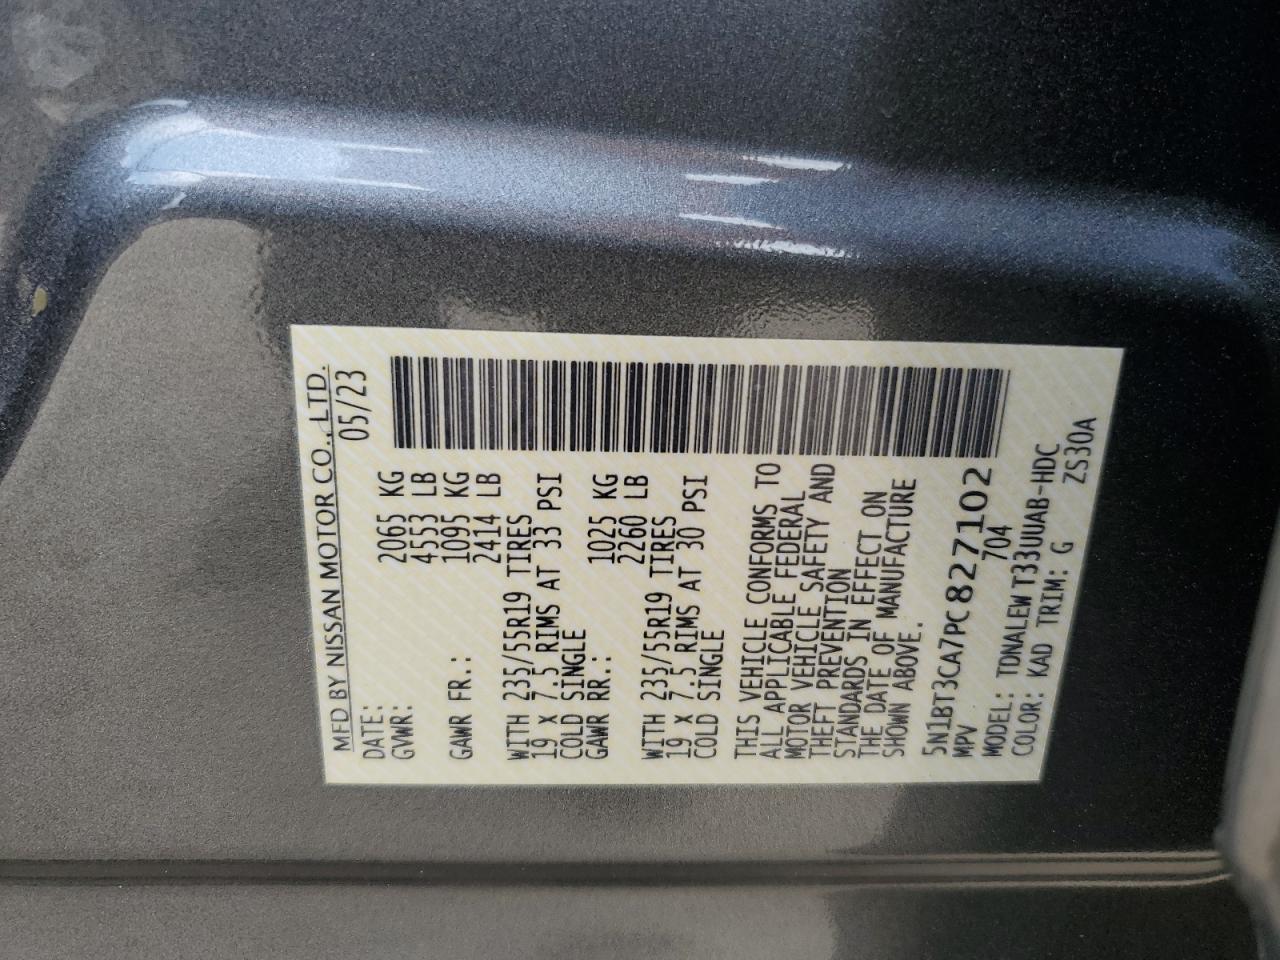 MFD BY NISSAN MOTOR CO., LTD.
DATE: 05/23
GVWR: 2065 KG
4553 LB
GAWR FR.: 1095 KG
2414 LB
WITH 235/55R19 TIRES
19 x 7.5 RIMS AT 33 PSI
COLD SINGLE
GAWR RR.: 1025 KG
2260 LB
WITH 235/55R19 TIRES
19 x 7.5 RIMS AT 30 PSI
COLD SINGLE
THIS VEHICLE CONFORMS TO
ALL APPLICABLE FEDERAL
MOTOR VEHICLE SAFETY AND
THEFT PREVENTION
STANDARDS IN EFFECT ON
THE DATE OF MANUFACTURE
SHOWN ABOVE.
5N1BT3CA7PC827102
MPV 704
MODEL: TDNALEW T33UUAB-HDC
COLOR: KAD TRIM: G ZS30A